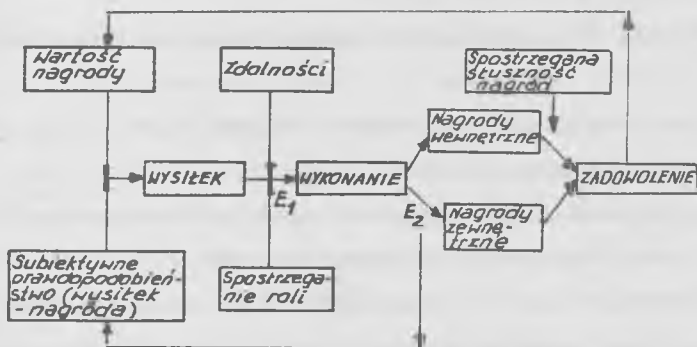 Wartość
nagrody
Zdolności
Spostrzegana
słuszność
nagród
Nagrody
wewnętrzne
WYSIŁEK
E1
WYKONANIE
E2
ZADOWOLENIE
Nagrody
zewnę-
trzne
Subiektywne
prawdopodobień-
stwo (wysiłek
- nagroda)
Spostrzega-
nie roli